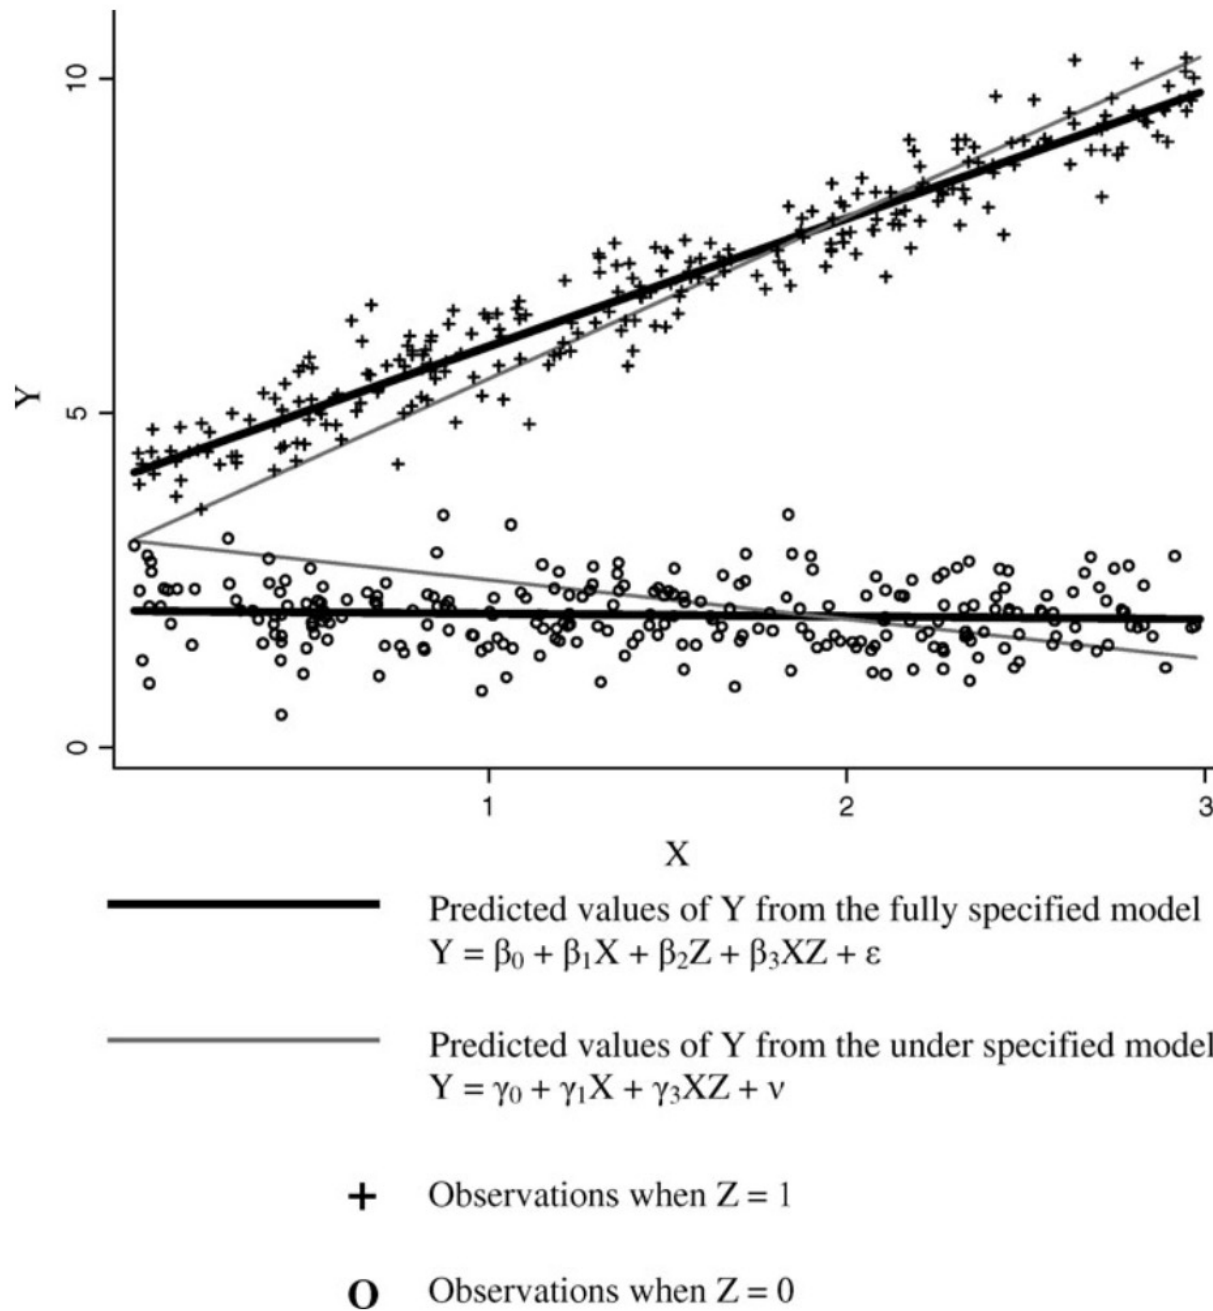 10
5
0
Y
1
2
3
X
Predicted values of Y from the fully specified model
Y = β₀ + β₁X + β₂Z + β₃XZ + ε
Predicted values of Y from the under specified model
Y = γ₀ + γ₁X + γ₃XZ + ν
+ Observations when Z = 1
O Observations when Z = 0